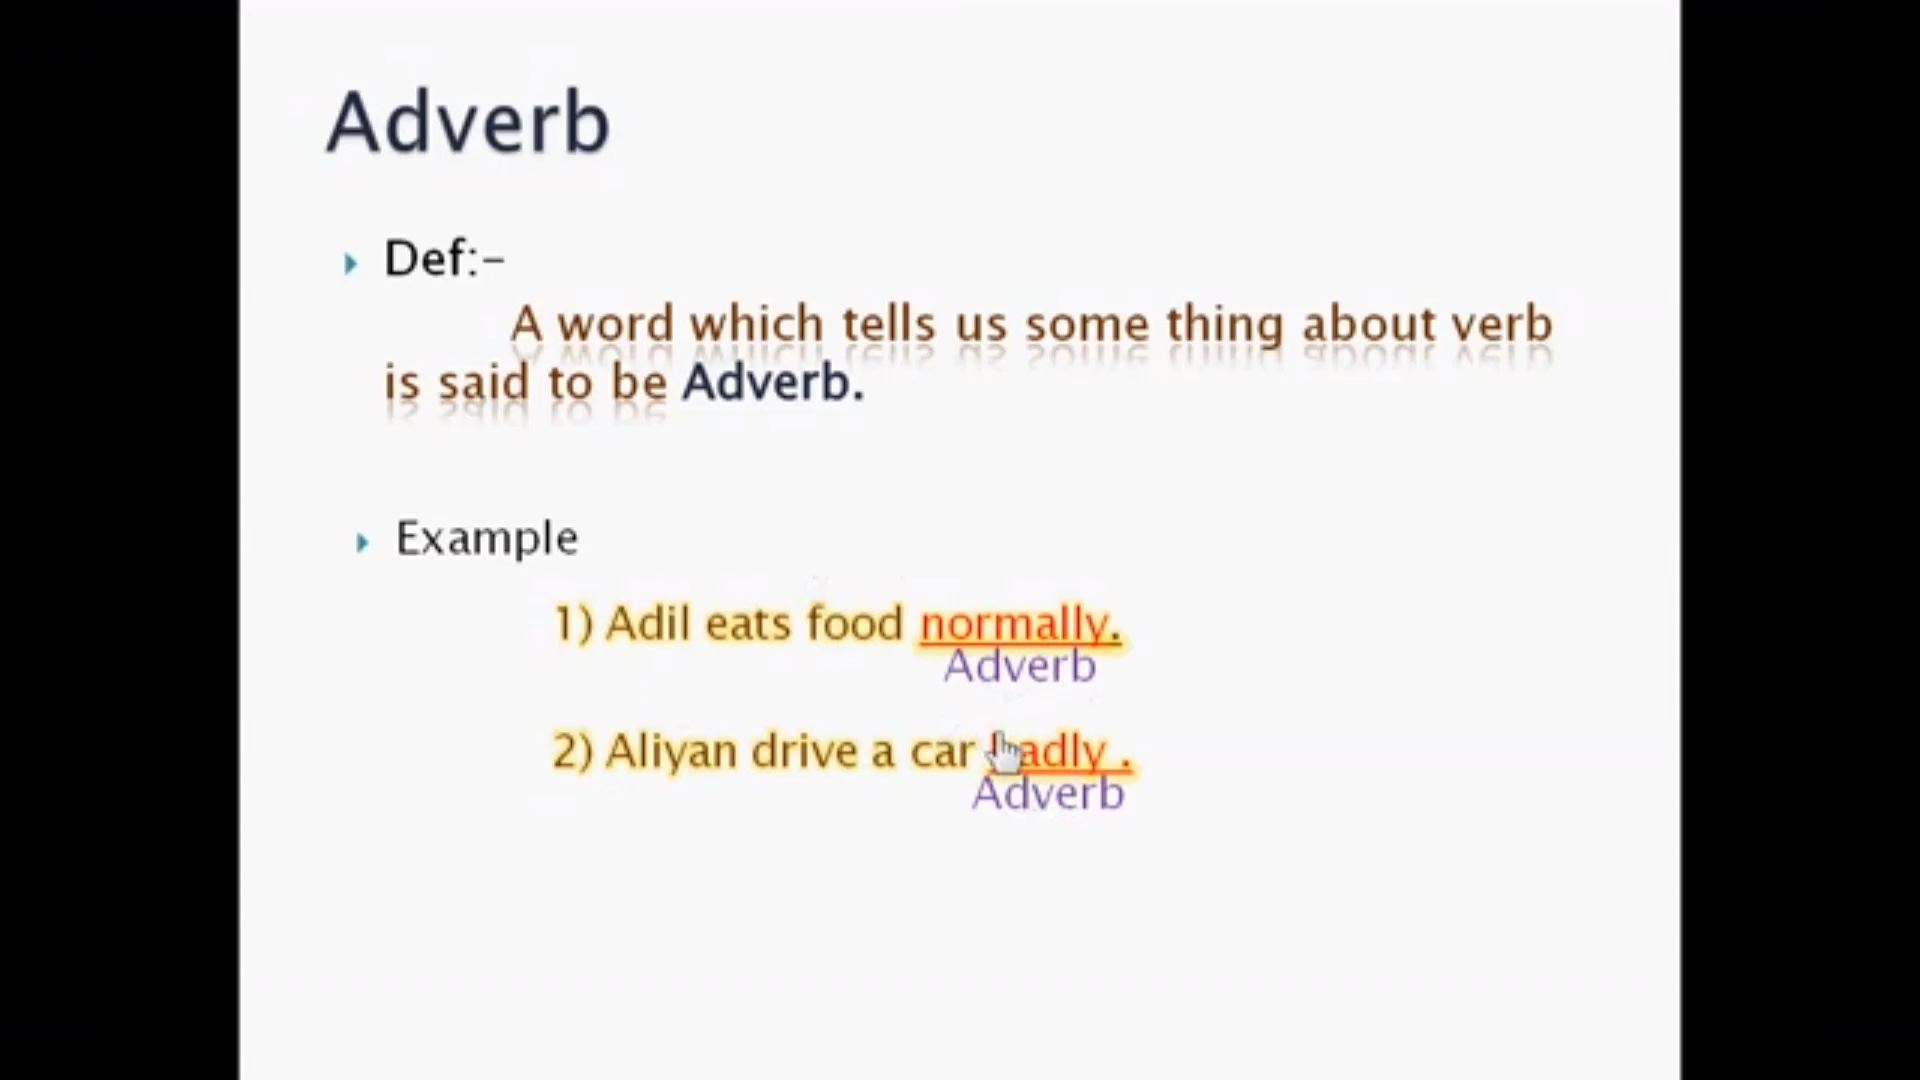 Adverb
Def:-
A word which tells us some thing about verb
is said to be Adverb.
Example
1) Adil eats food normally.
Adverb
2) Aliyan drive a car badly .
Adverb